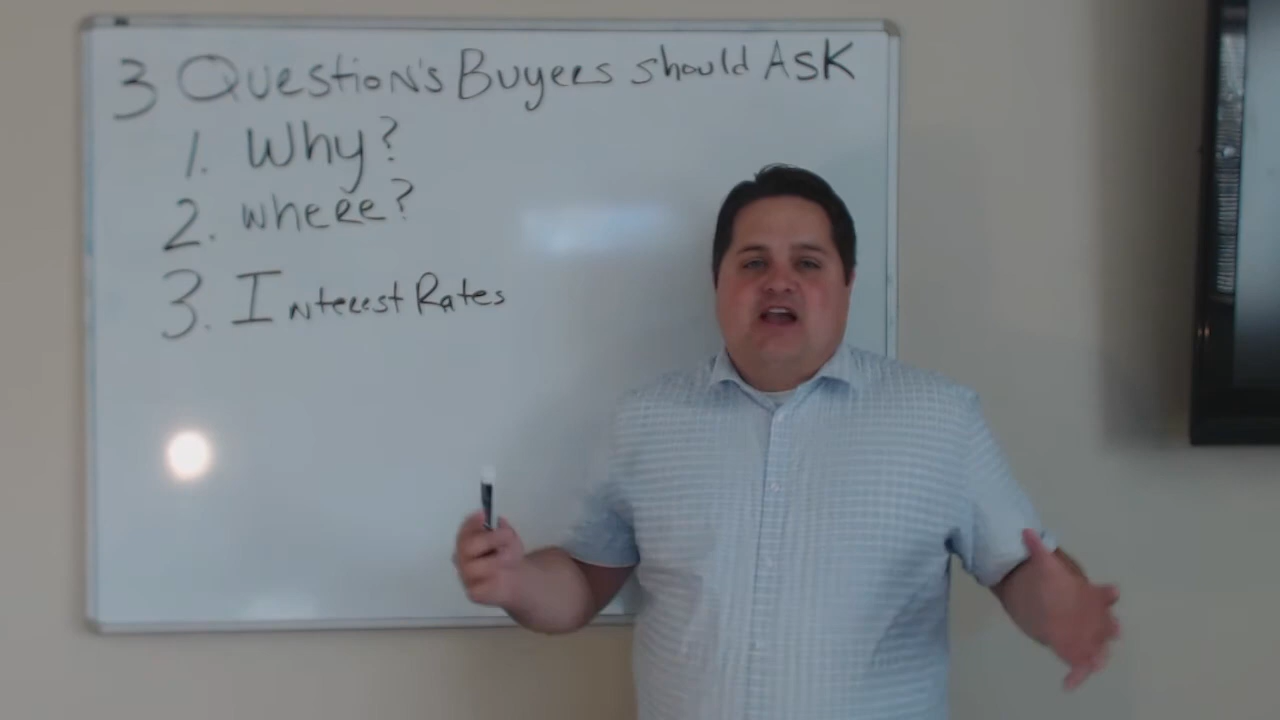 3 Question's Buyers should ASK
1. Why?
2. where?
3. Interest Rates